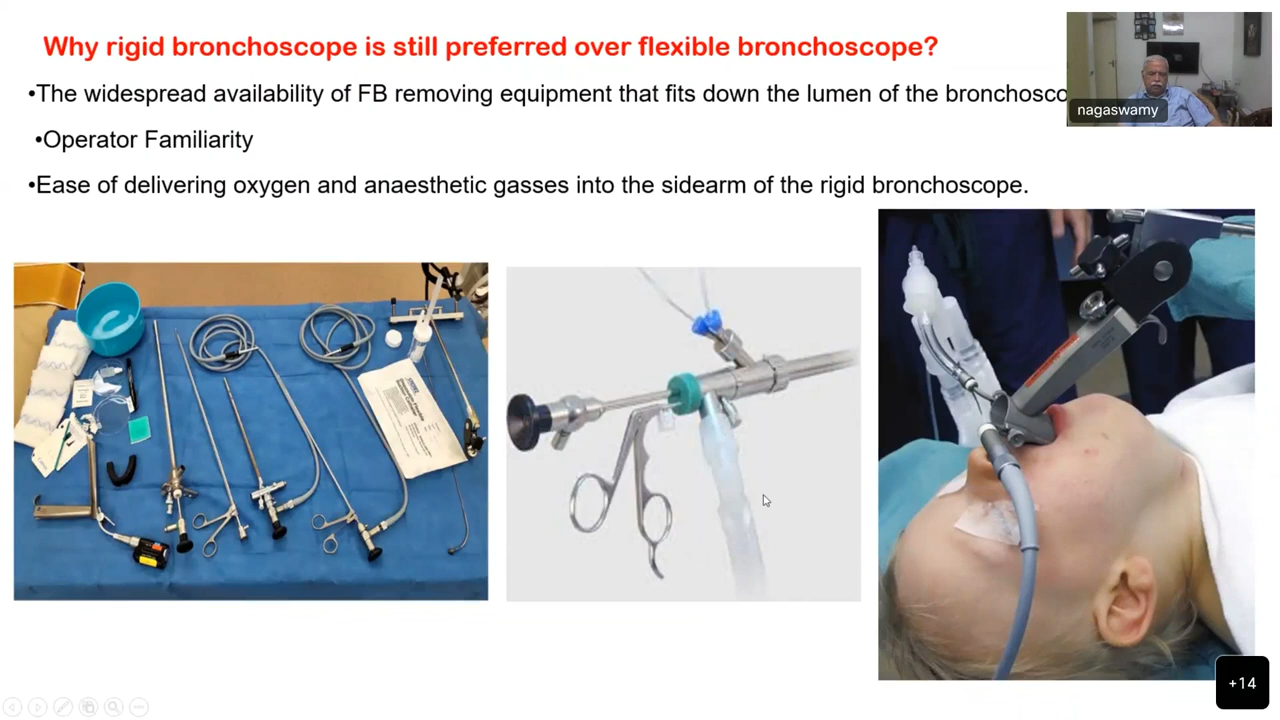 Why rigid bronchoscope is still preferred over flexible bronchoscope?
•The widespread availability of FB removing equipment that fits down the lumen of the bronchosco
•Operator Familiarity
•Ease of delivering oxygen and anaesthetic gasses into the sidearm of the rigid bronchoscope.
nagaswamy
+14